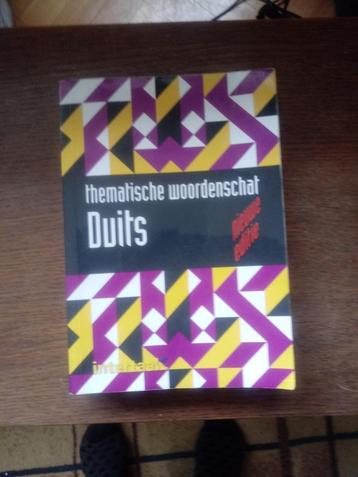 thematische woordenschat
Duits
nieuwe
editie
intertaal